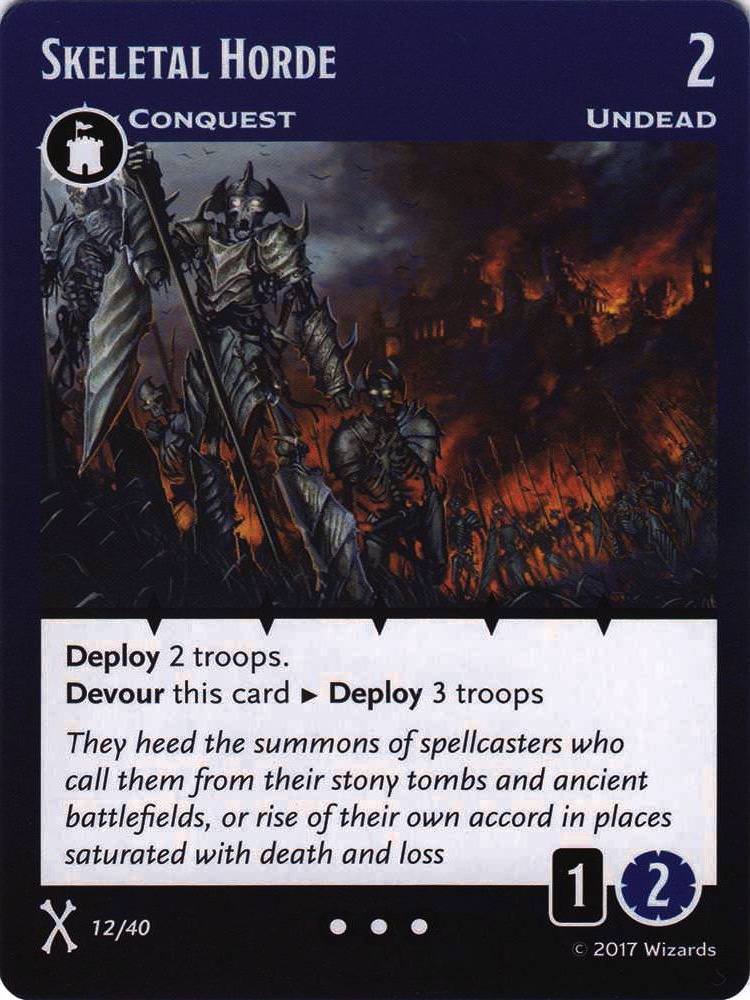 SKELETAL HORDE 2
CONQUEST UNDEAD
Deploy 2 troops.
Devour this card ▶ Deploy 3 troops
They heed the summons of spellcasters who
call them from their stony tombs and ancient
battlefields, or rise of their own accord in places
saturated with death and loss
1 2
12/40
© 2017 Wizards